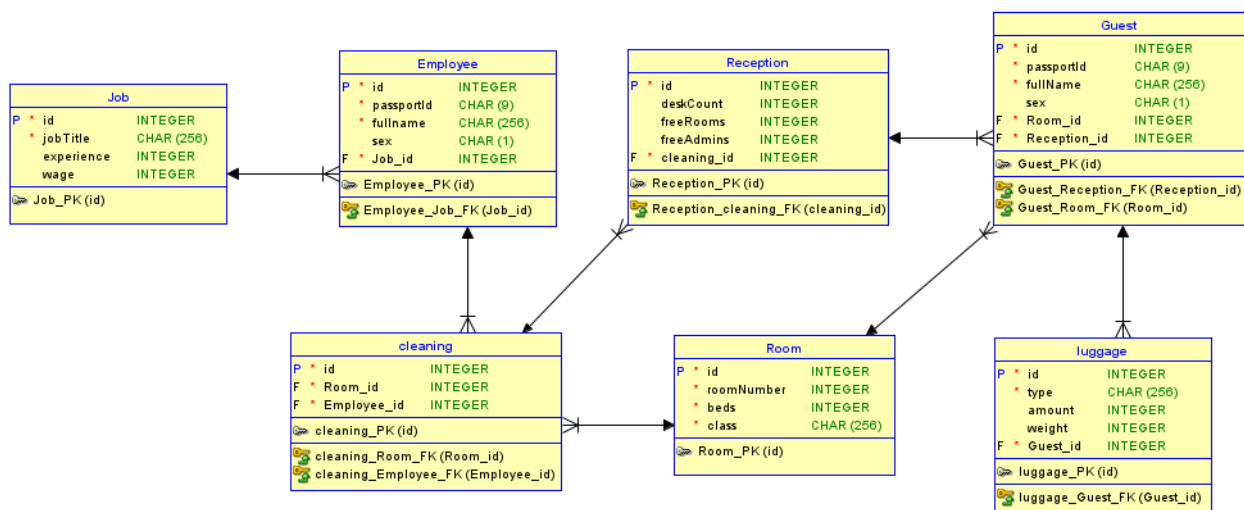 Job
P * id INTEGER
* jobTitle CHAR (256)
experience INTEGER
wage INTEGER
Job_PK (id)
Employee
P * id INTEGER
* passportId CHAR (9)
* fullname CHAR (256)
sex CHAR (1)
F * Job_id INTEGER
Employee_PK (id)
Employee_Job_FK (Job_id)
Reception
P * id INTEGER
deskCount INTEGER
freeRooms INTEGER
freeAdmins INTEGER
F * cleaning_id INTEGER
Reception_PK (id)
Reception_cleaning_FK (cleaning_id)
Guest
P * id INTEGER
* passportId CHAR (9)
* fullName CHAR (256)
sex CHAR (1)
F * Room_id INTEGER
F * Reception_id INTEGER
Guest_PK (id)
Guest_Reception_FK (Reception_id)
Guest_Room_FK (Room_id)
cleaning
P * id INTEGER
F * Room_id INTEGER
F * Employee_id INTEGER
cleaning_PK (id)
cleaning_Room_FK (Room_id)
cleaning_Employee_FK (Employee_id)
Room
P * id INTEGER
* roomNumber INTEGER
* beds INTEGER
* class CHAR (256)
Room_PK (id)
luggage
P * id INTEGER
* type CHAR (256)
amount INTEGER
weight INTEGER
F * Guest_id INTEGER
luggage_PK (id)
luggage_Guest_FK (Guest_id)